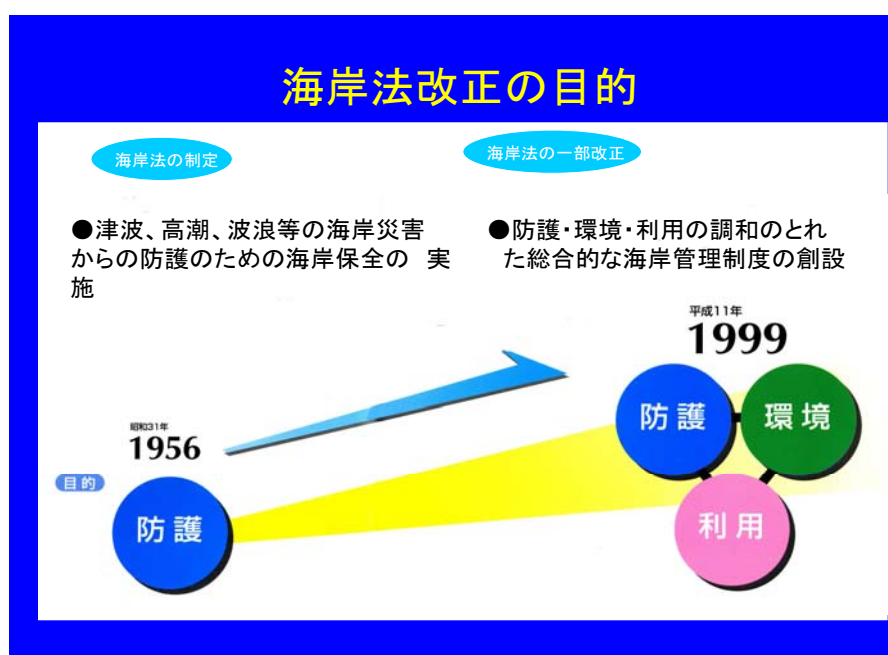 海岸法改正の目的
海岸法の制定
●津波、高潮、波浪等の海岸災害
からの防護のための海岸保全の　実
施
海岸法の一部改正
●防護・環境・利用の調和のとれ
た総合的な海岸管理制度の創設
昭和31年
1956
目的
防護
平成11年
1999
防護
環境
利用